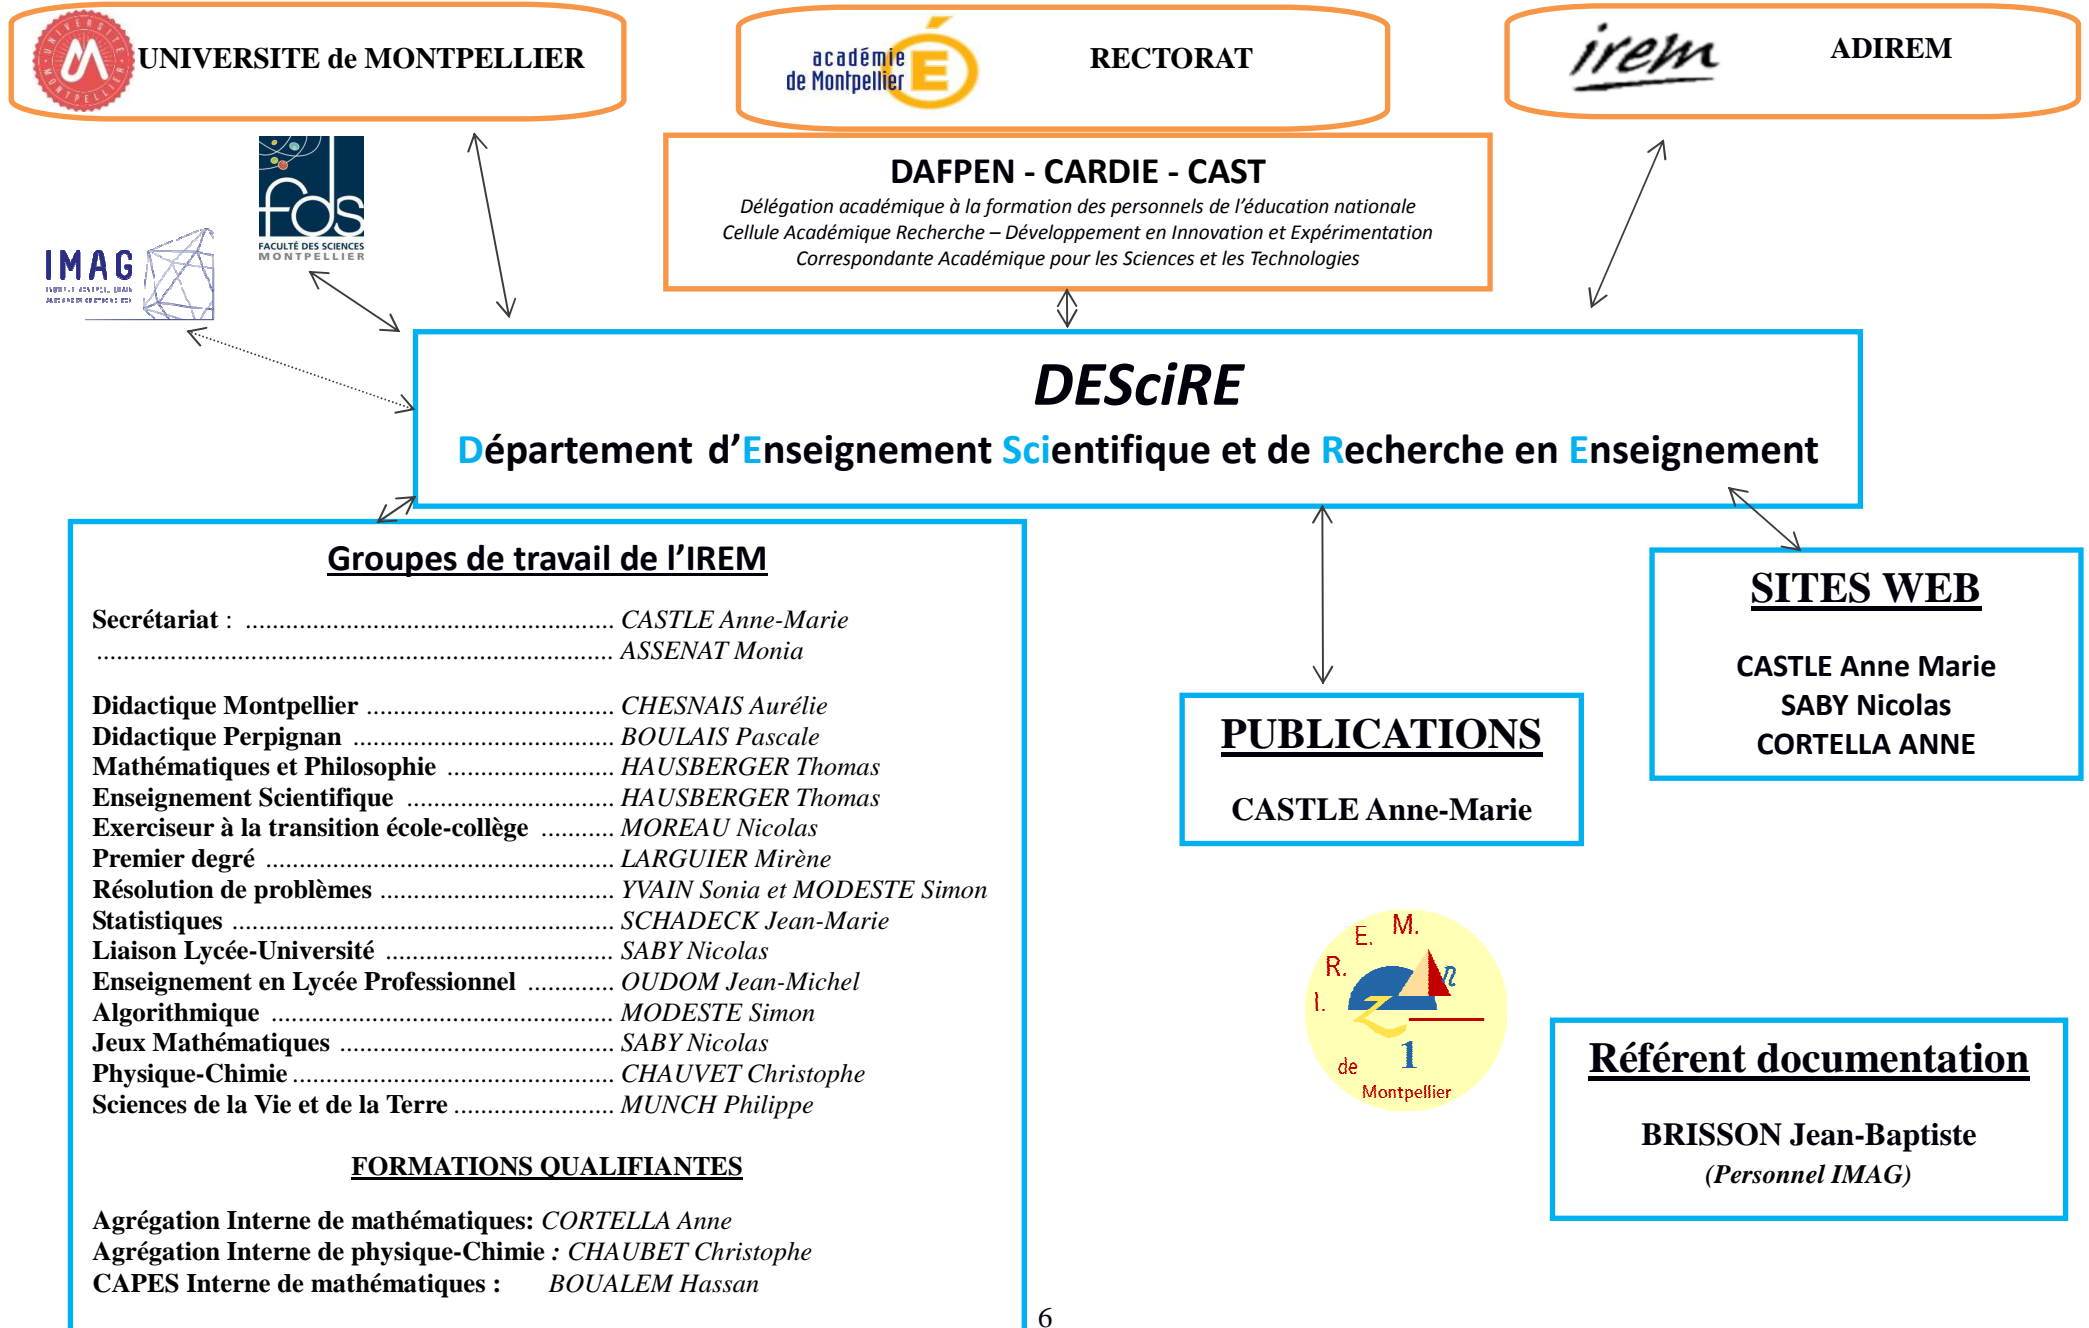 UNIVERSITE de MONTPELLIER
académie
de Montpellier
RECTORAT
irem
ADIREM
fds
FACULTÉ DES SCIENCES
MONTPELLIER
IMAG
DAFPEN - CARDIE - CAST
Délégation académique à la formation des personnels de l’éducation nationale
Cellule Académique Recherche – Développement en Innovation et Expérimentation
Correspondante Académique pour les Sciences et les Technologies
DESciRE
Département d’Enseignement Scientifique et de Recherche en Enseignement
Groupes de travail de l’IREM
Secrétariat : ....................................................... CASTLE Anne-Marie
............................................................................. ASSENAT Monia
Didactique Montpellier ..................................... CHESNAIS Aurélie
Didactique Perpignan ....................................... BOULAIS Pascale
Mathématiques et Philosophie ......................... HAUSBERGER Thomas
Enseignement Scientifique ............................... HAUSBERGER Thomas
Exerciseur à la transition école-collège ........... MOREAU Nicolas
Premier degré .................................................... LARGUIER Mirène
Résolution de problèmes ................................... YVAIN Sonia et MODESTE Simon
Statistiques ......................................................... SCHADECK Jean-Marie
Liaison Lycée-Université ................................... SABY Nicolas
Enseignement en Lycée Professionnel ............. OUDOM Jean-Michel
Algorithmique ................................................... MODESTE Simon
Jeux Mathématiques ......................................... SABY Nicolas
Physique-Chimie ................................................ CHAUVET Christophe
Sciences de la Vie et de la Terre ........................ MUNCH Philippe
FORMATIONS QUALIFIANTES
Agrégation Interne de mathématiques: CORTELLA Anne
Agrégation Interne de physique-Chimie : CHAUBET Christophe
CAPES Interne de mathématiques : BOUALEM Hassan
PUBLICATIONS
CASTLE Anne-Marie
SITES WEB
CASTLE Anne Marie
SABY Nicolas
CORTELLA ANNE
I. R. E. M.
n
Z
1
de
Montpellier
Référent documentation
BRISSON Jean-Baptiste
(Personnel IMAG)
6